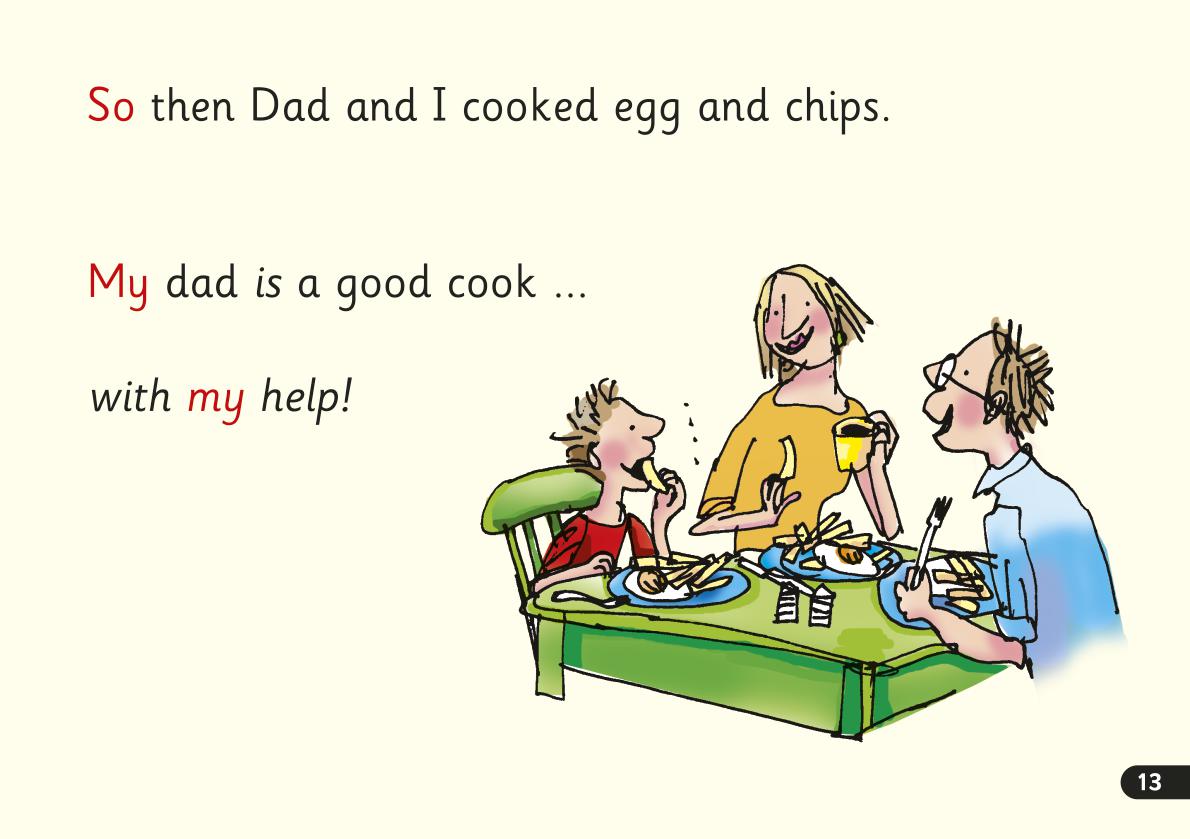 So then Dad and I cooked egg and chips.
My dad is a good cook ...
with my help!
13